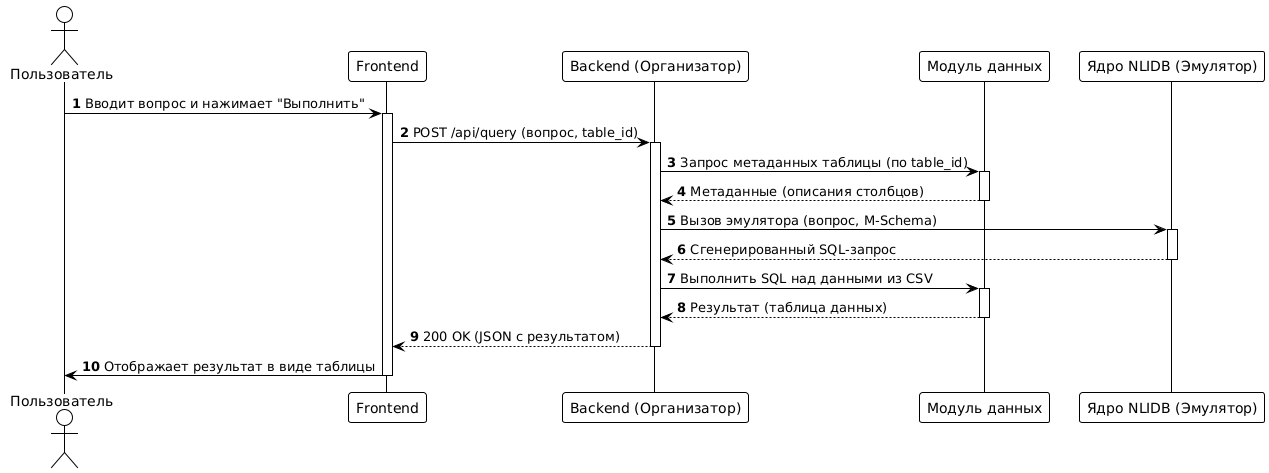 Пользователь
Frontend
Backend (Организатор)
Модуль данных
Ядро NLIDB (Эмулятор)
1 Вводит вопрос и нажимает "Выполнить"
2 POST /api/query (вопрос, table_id)
3 Запрос метаданных таблицы (по table_id)
4 Метаданные (описания столбцов)
5 Вызов эмулятора (вопрос, M-Schema)
6 Сгенерированный SQL-запрос
7 Выполнить SQL над данными из CSV
8 Результат (таблица данных)
9 200 OK (JSON с результатом)
10 Отображает результат в виде таблицы
Пользователь
Frontend
Backend (Организатор)
Модуль данных
Ядро NLIDB (Эмулятор)